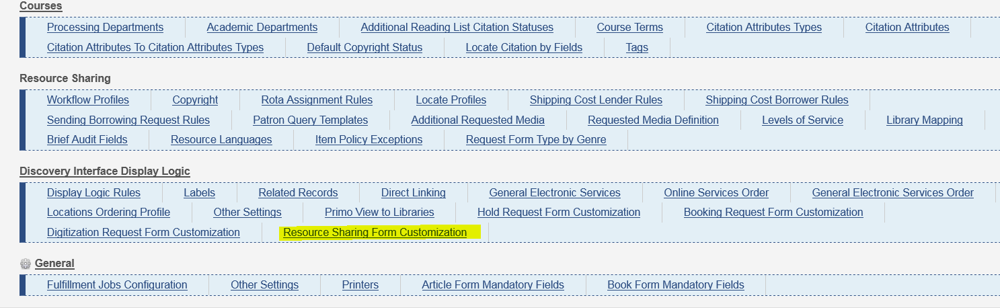 Courses
Processing Departments Academic Departments Additional Reading List Citation Statuses Course Terms Citation Attributes Types Citation Attributes
Citation Attributes To Citation Attributes Types Default Copyright Status Locate Citation by Fields Tags
Resource Sharing
Workflow Profiles Copyright Rota Assignment Rules Locate Profiles Shipping Cost Lender Rules Shipping Cost Borrower Rules
Sending Borrowing Request Rules Patron Query Templates Additional Requested Media Requested Media Definition Levels of Service Library Mapping
Brief Audit Fields Resource Languages Item Policy Exceptions Request Form Type by Genre
Discovery Interface Display Logic
Display Logic Rules Labels Related Records Direct Linking General Electronic Services Online Services Order General Electronic Services Order
Locations Ordering Profile Other Settings Primo View to Libraries Hold Request Form Customization Booking Request Form Customization
Digitization Request Form Customization Resource Sharing Form Customization
General
Fulfillment Jobs Configuration Other Settings Printers Article Form Mandatory Fields Book Form Mandatory Fields